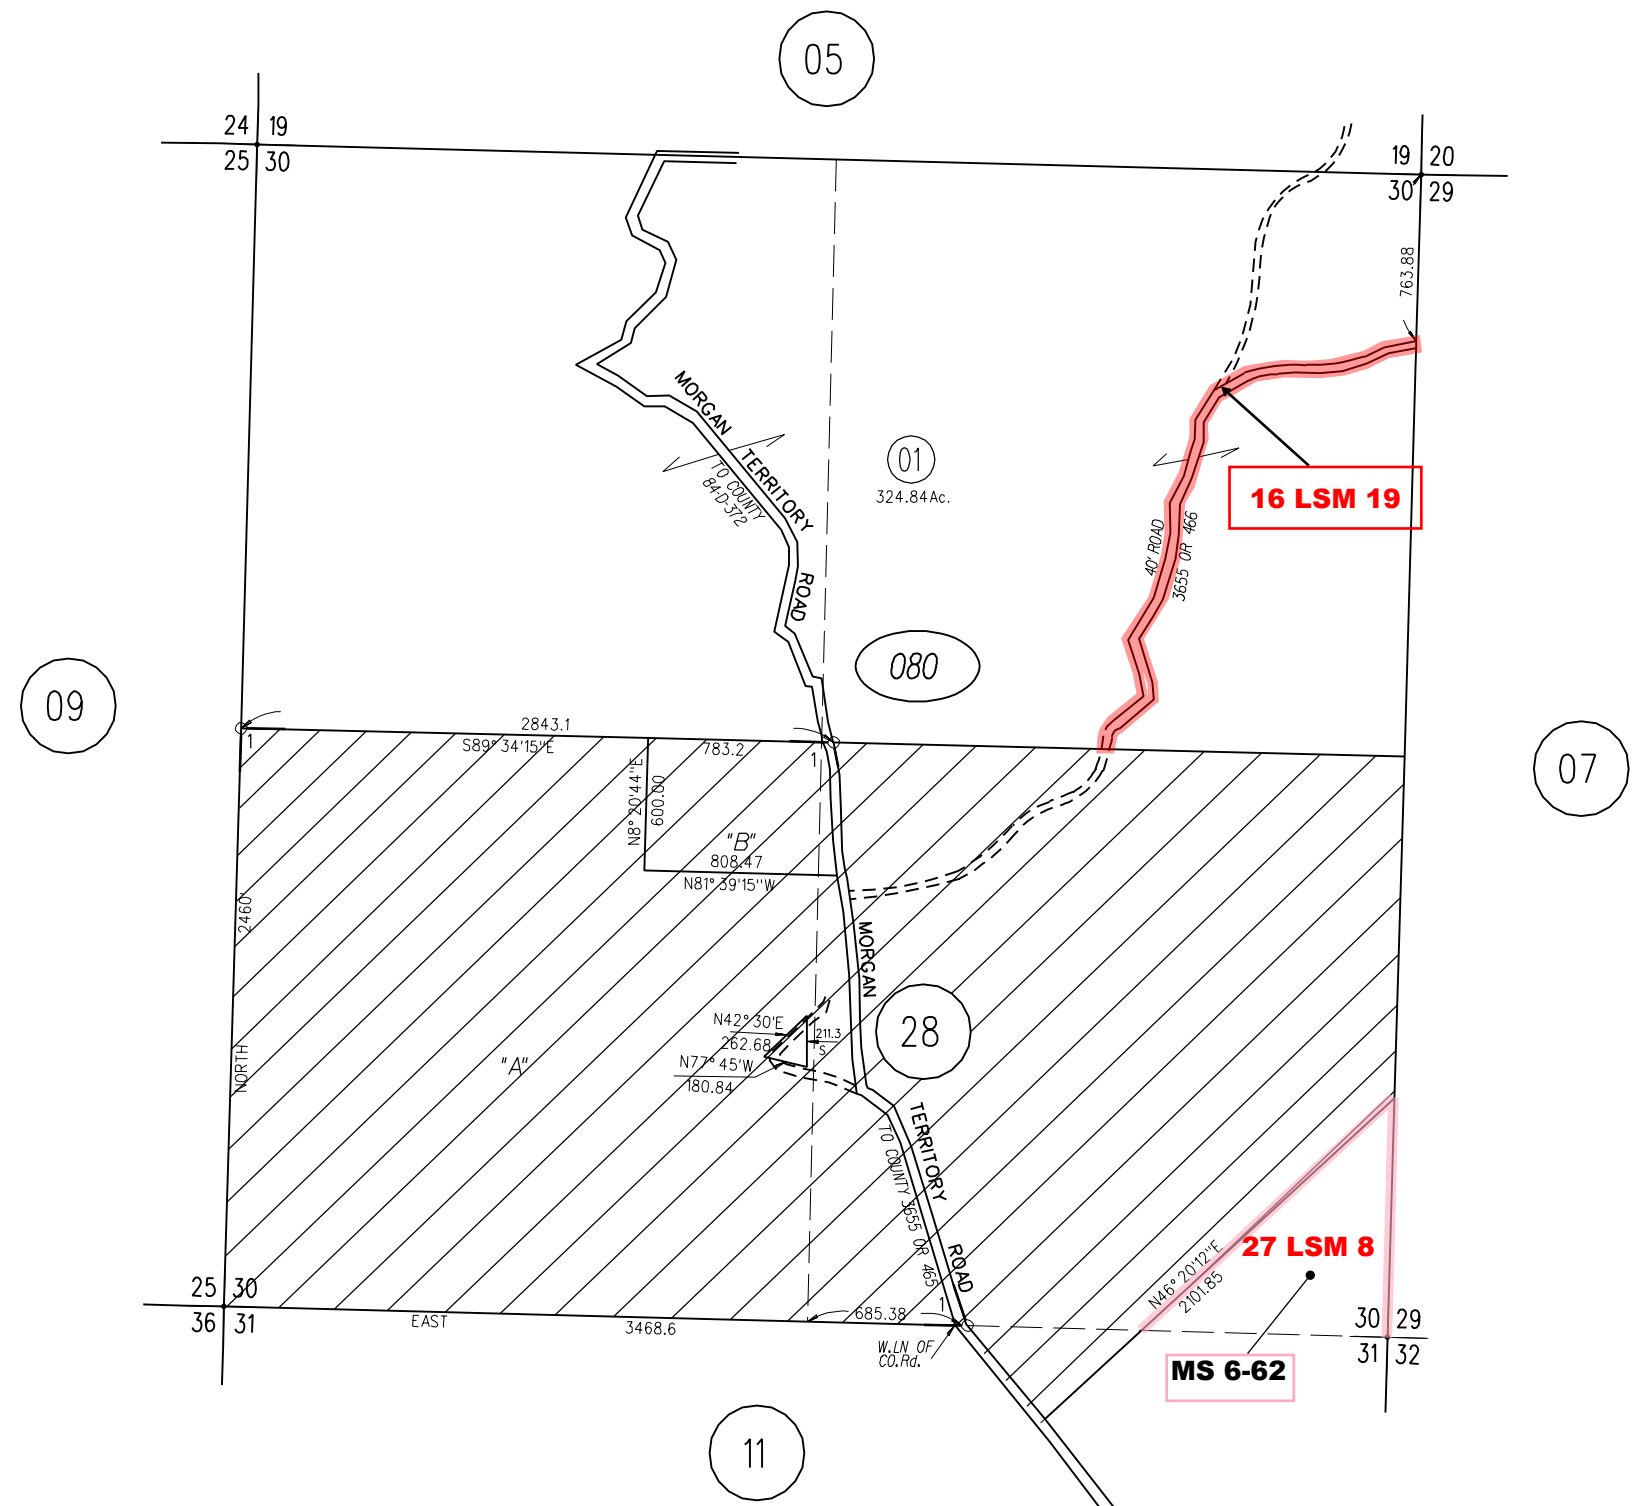 05
24 19
25 30
19 20
30 29
763.88
MORGAN TERRITORY ROAD
TO COUNTY
84-D-372
01
324.84Ac.
16 LSM 19
40' ROAD
3655 OR 466
080
09
07
2843.1
S89° 34'15"E
783.2
1
1
N8° 20'44"E
600.00
"B"
808.47
N81° 39'15"W
2460'
NORTH
MORGAN TERRITORY ROAD
28
N42° 30'E
262.68
211.3
S
N77° 45'W
180.84
"A"
TO COUNTY 3655 OR 465
27 LSM 8
N46° 20'12"E
2101.85
25 30
36 31
EAST
3468.6
685.38
1
W.LN OF
CO.Rd.
30 29
31 32
MS 6-62
11